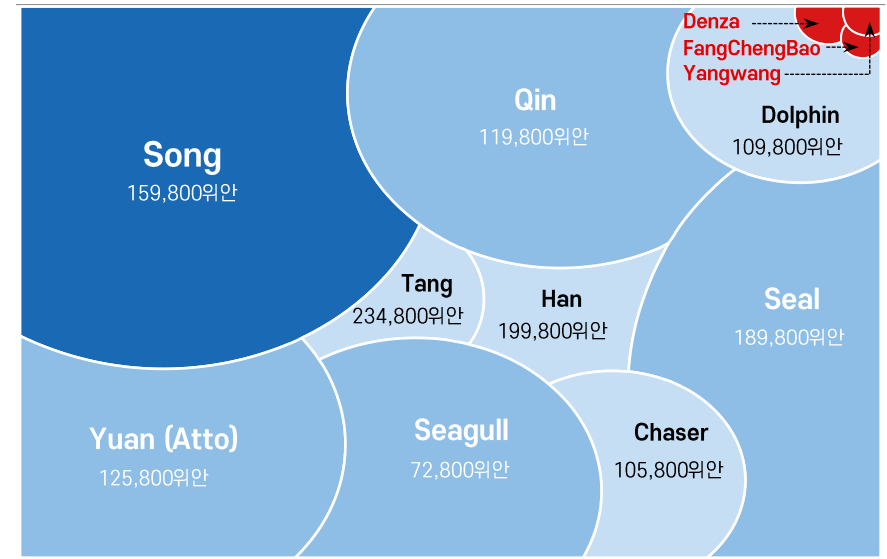 Denza
FangChengBao
Yangwang
Song
159,800위안
Qin
119,800위안
Dolphin
109,800위안
Tang
234,800위안
Han
199,800위안
Seal
189,800위안
Yuan (Atto)
125,800위안
Seagull
72,800위안
Chaser
105,800위안